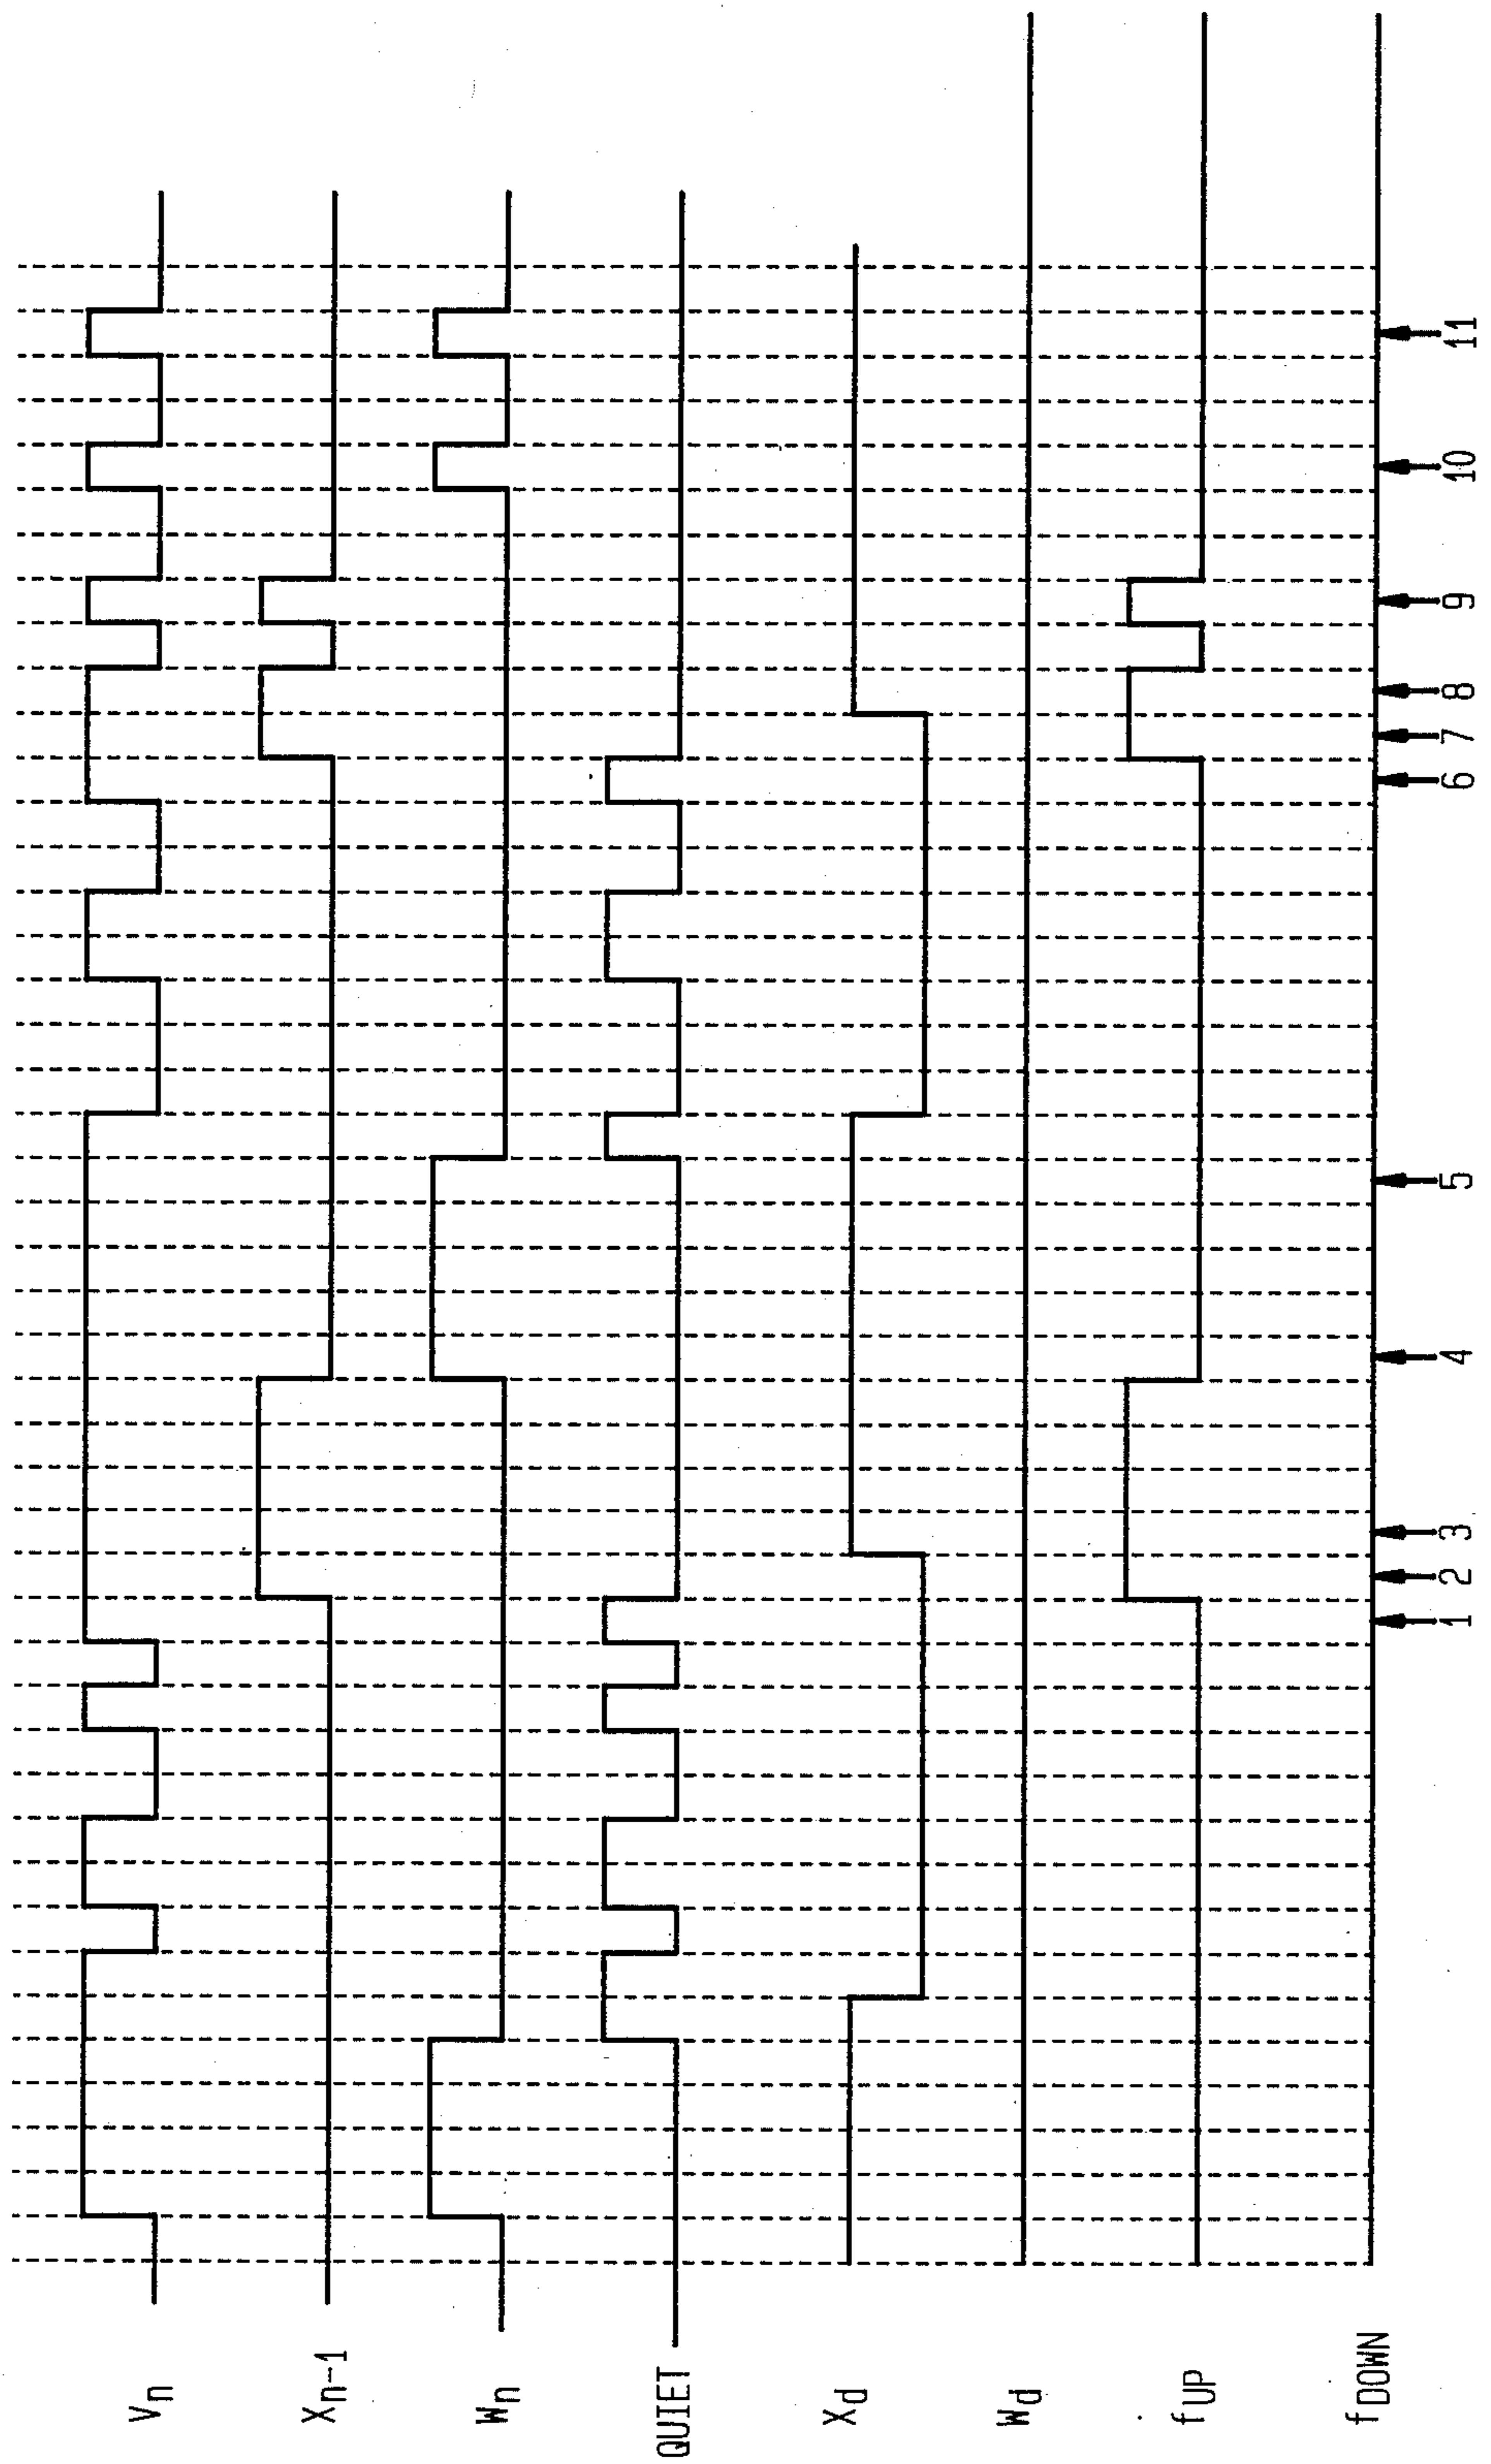 Vn
Xn-1
Wn
QUIET
Xd
Wd
fUP
fDOWN
1 2 3 4 5 6 7 8 9 10 11